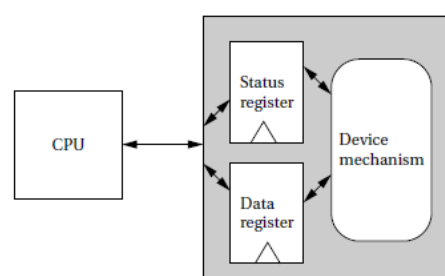 CPU
Status
register
Data
register
Device
mechanism